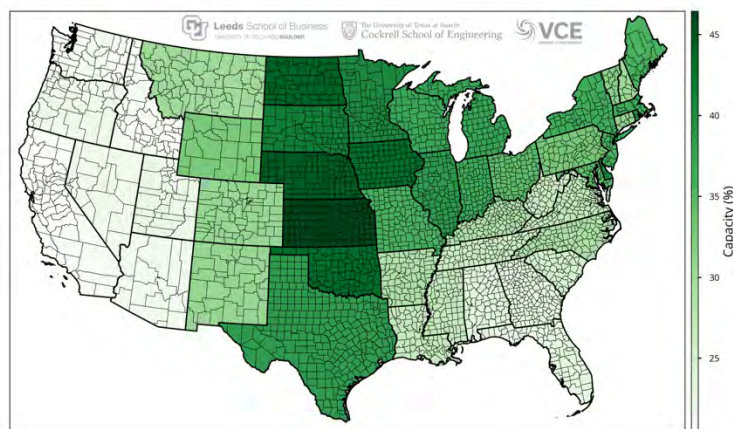 Leeds School of Business
The University of Texas at Austin
Cockrell School of Engineering
VCE
45
40
35
30
25
Capacity (%)